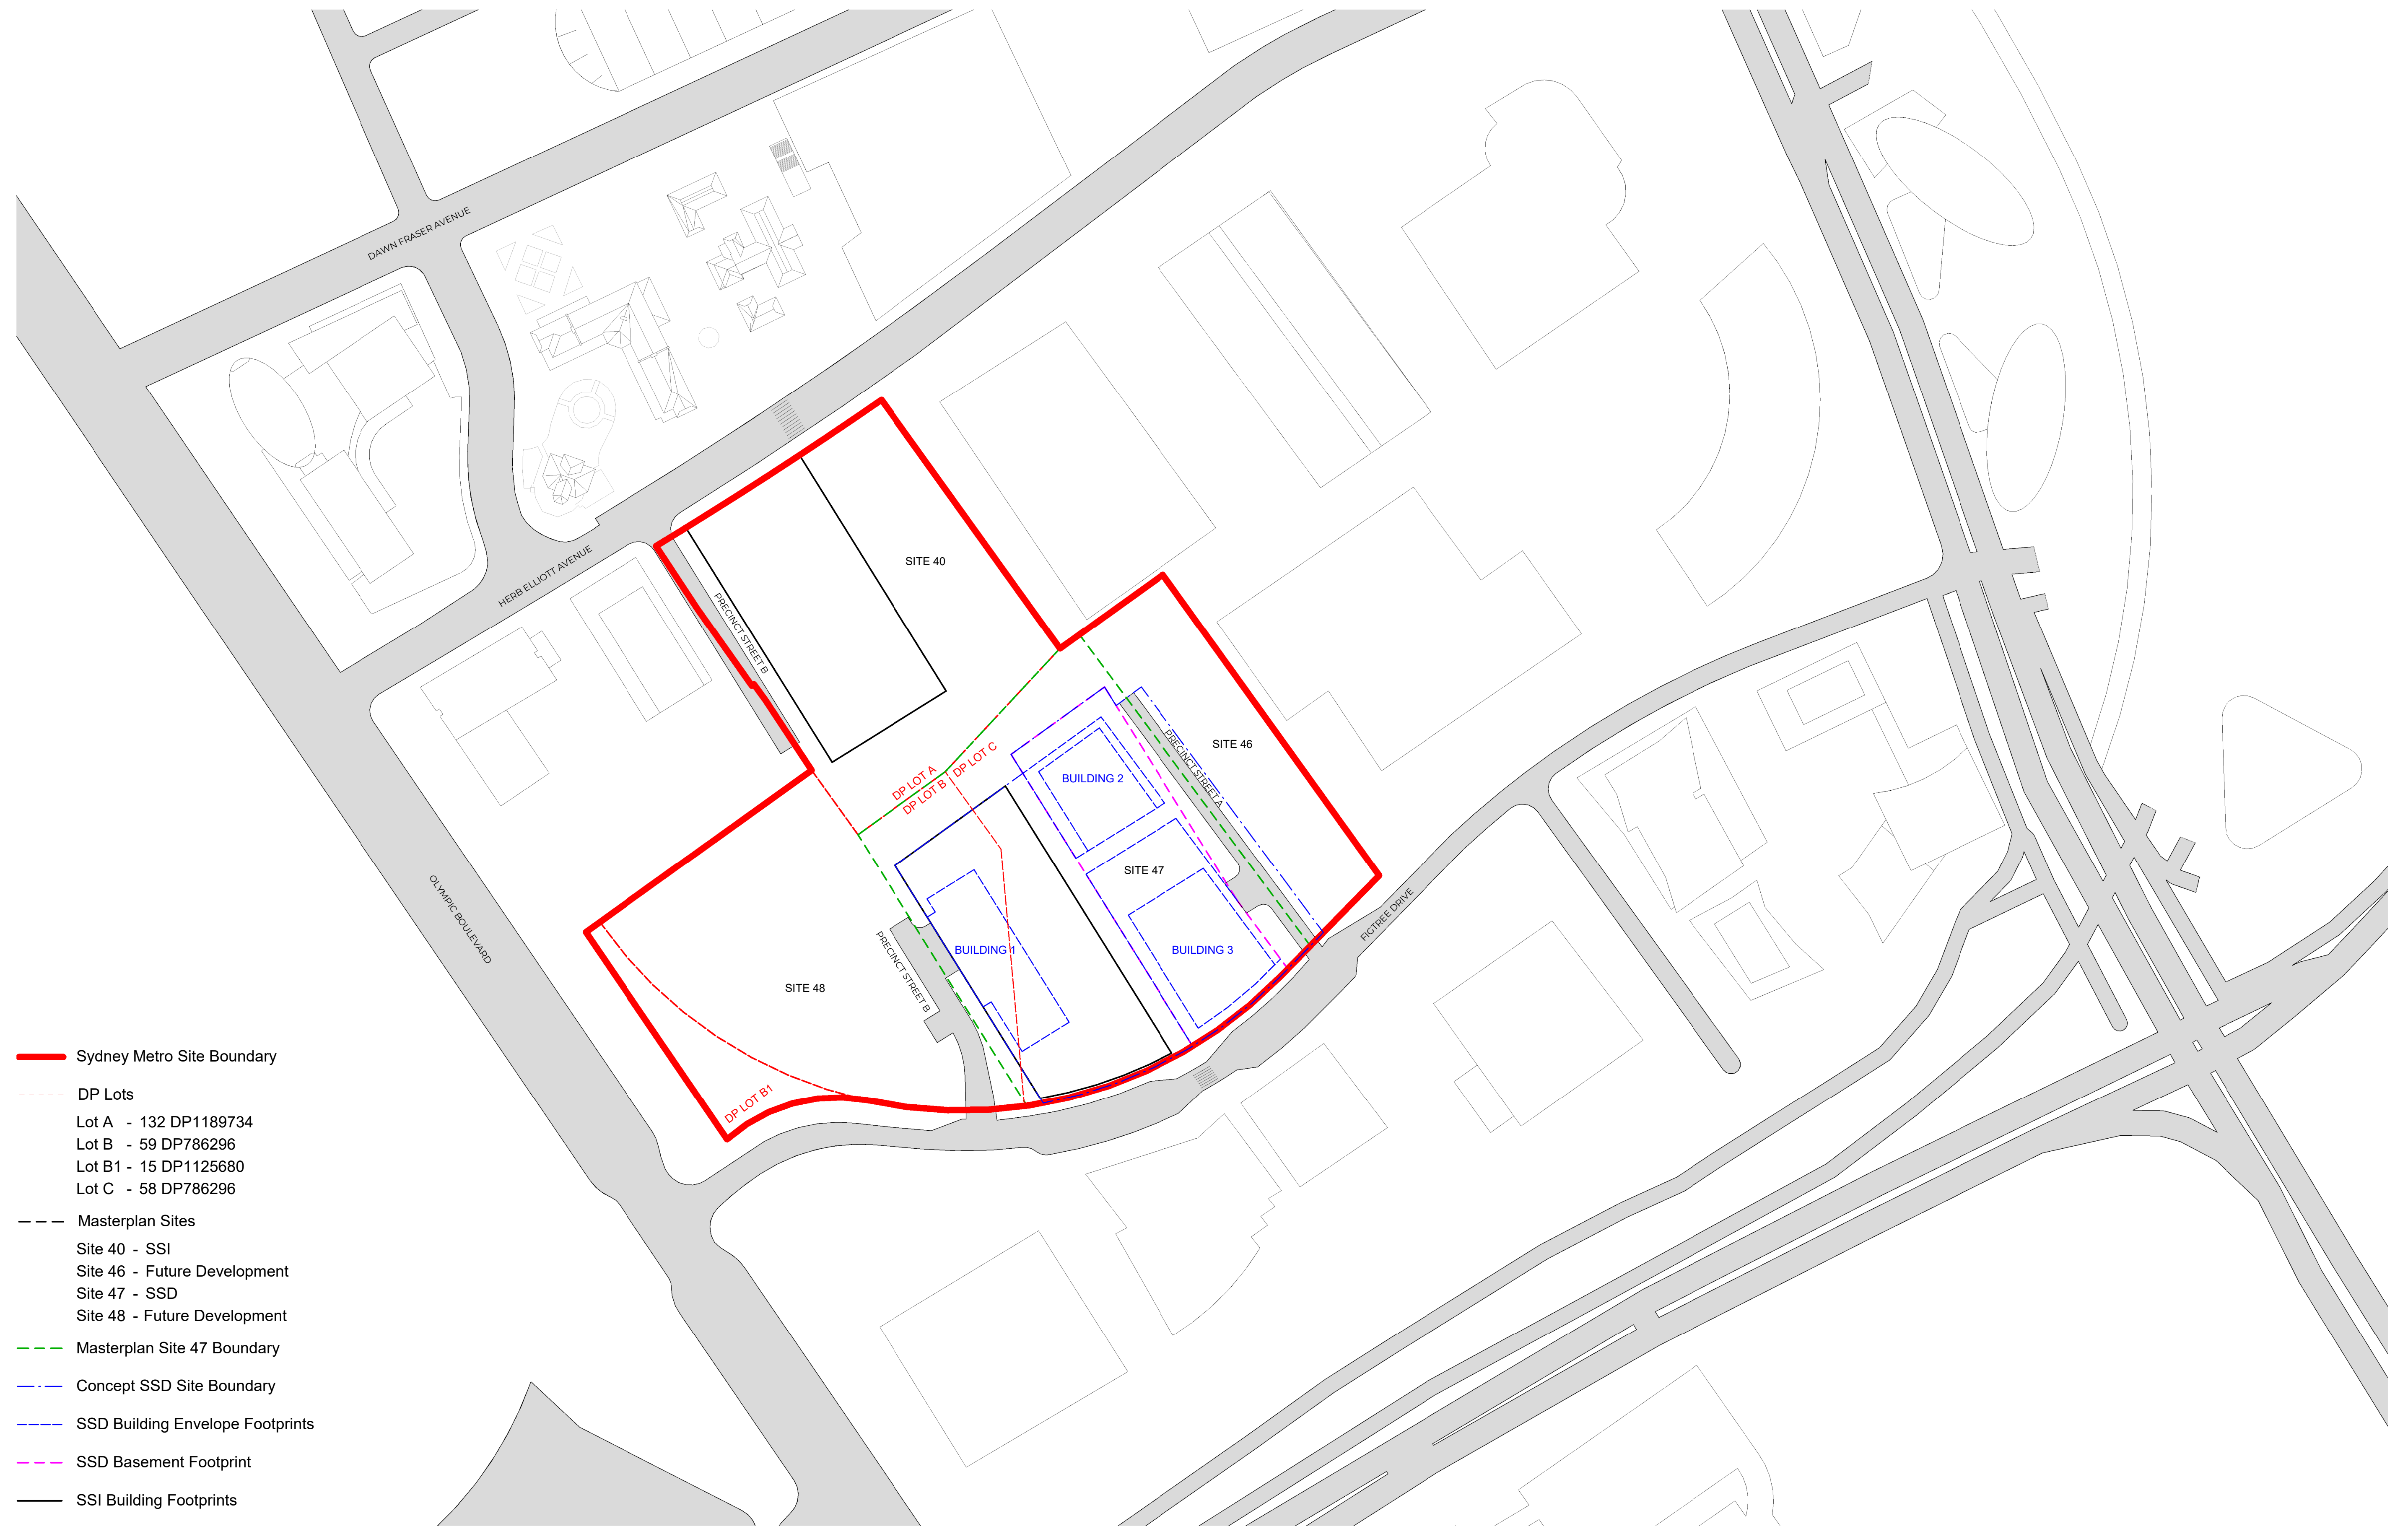 DAWN FRASER AVENUE
HERB ELLIOTT AVENUE
SITE 40
PRECINCT STREET B
SITE 46
PRECINCT STREET A
DP LOT A
DP LOT B
DP LOT C
BUILDING 2
SITE 47
OLYMPIC BOULEVARD
PRECINCT STREET B
BUILDING 1
BUILDING 3
FIGTREE DRIVE
SITE 48
DP LOT B1
Sydney Metro Site Boundary
DP Lots
Lot A - 132 DP1189734
Lot B - 59 DP786296
Lot B1 - 15 DP1125680
Lot C - 58 DP786296
Masterplan Sites
Site 40 - SSI
Site 46 - Future Development
Site 47 - SSD
Site 48 - Future Development
Masterplan Site 47 Boundary
Concept SSD Site Boundary
SSD Building Envelope Footprints
SSD Basement Footprint
SSI Building Footprints